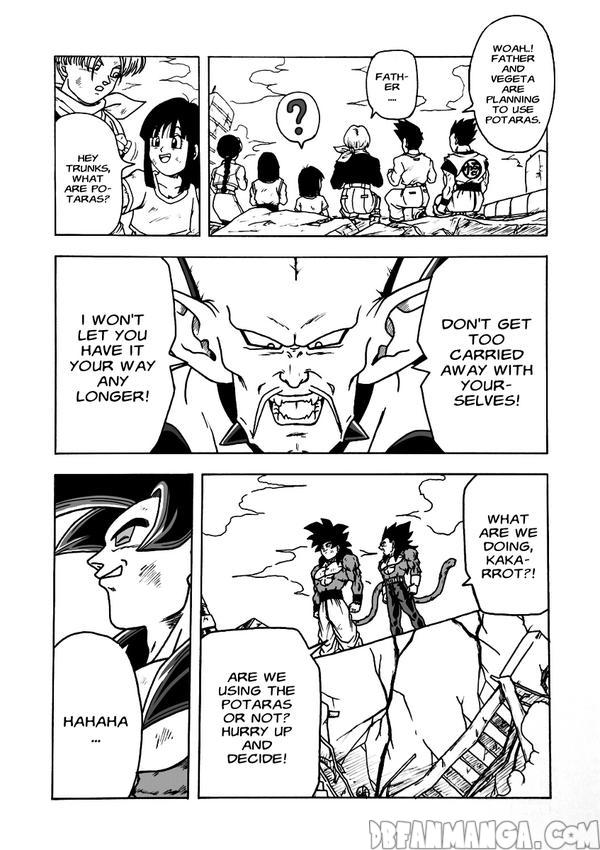 WOAH!
FATHER
AND
VEGETA
ARE
PLANNING
TO USE
POTARAS.
FATH-
ER
....
?
HEY
TRUNKS,
WHAT
ARE PO-
TARAS?
DON'T GET
TOO
CARRIED
AWAY WITH
YOUR-
SELVES!
I WON'T
LET YOU
HAVE IT
YOUR WAY
ANY
LONGER!
WHAT
ARE WE
DOING,
KAKA-
RROT?!
ARE WE
USING THE
POTARAS
OR NOT?
HURRY UP
AND
DECIDE!
HAHAHA
...
DBFANMANGA.COM